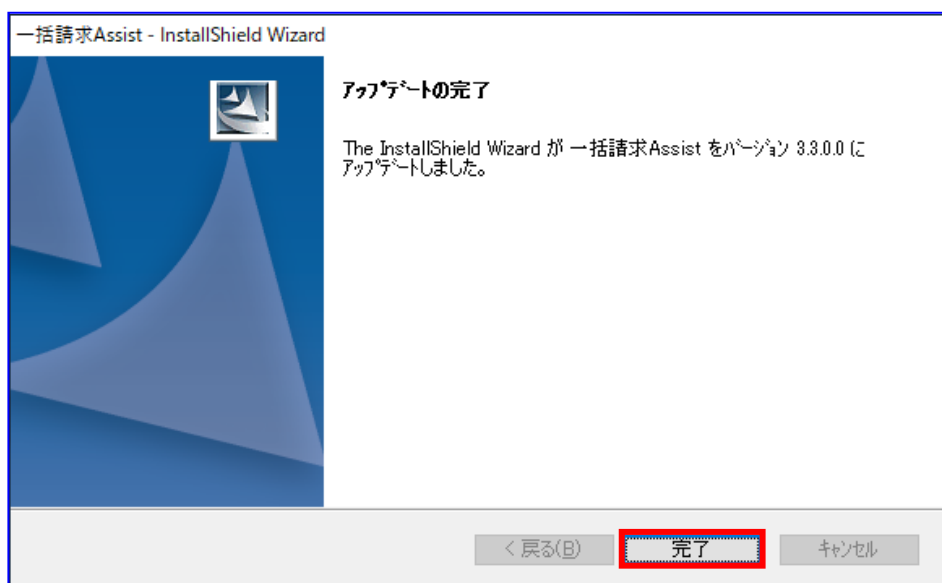 一括請求Assist - InstallShield Wizard
ｱｯﾌﾟﾃﾞｰﾄの完了
The InstallShield Wizard が 一括請求Assist をﾊﾞｰｼﾞｮﾝ 3.3.0.0 に
ｱｯﾌﾟﾃﾞｰﾄしました。
< 戻る(B)
完了
ｷｬﾝｾﾙ